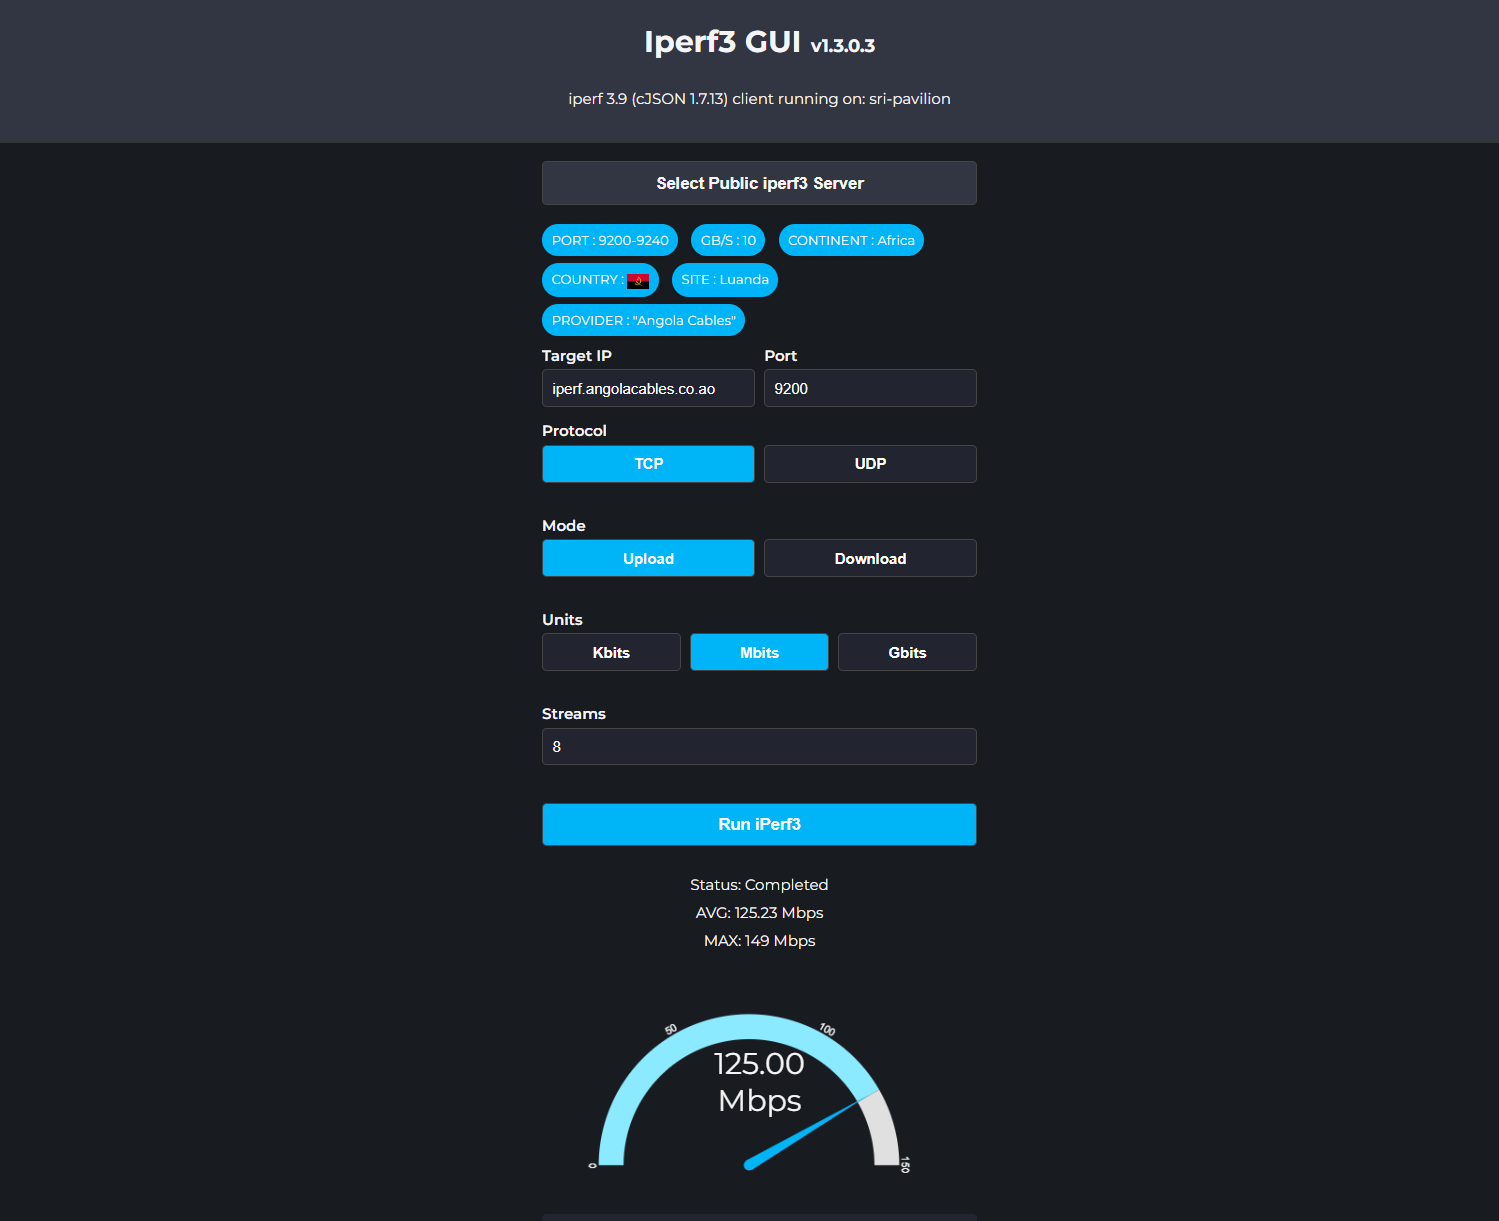 Iperf3 GUI v1.3.0.3
iperf 3.9 (cJSON 1.7.13) client running on: sri-pavilion
Select Public iperf3 Server
PORT : 9200-9240 GB/S : 10 CONTINENT : Africa
COUNTRY : SITE : Luanda
PROVIDER : "Angola Cables"
Target IP Port
iperf.angolacables.co.ao 9200
Protocol
TCP UDP
Mode
Upload Download
Units
Kbits Mbits Gbits
Streams
8
Run iPerf3
Status: Completed
AVG: 125.23 Mbps
MAX: 149 Mbps
50 100
125.00
Mbps
0 150